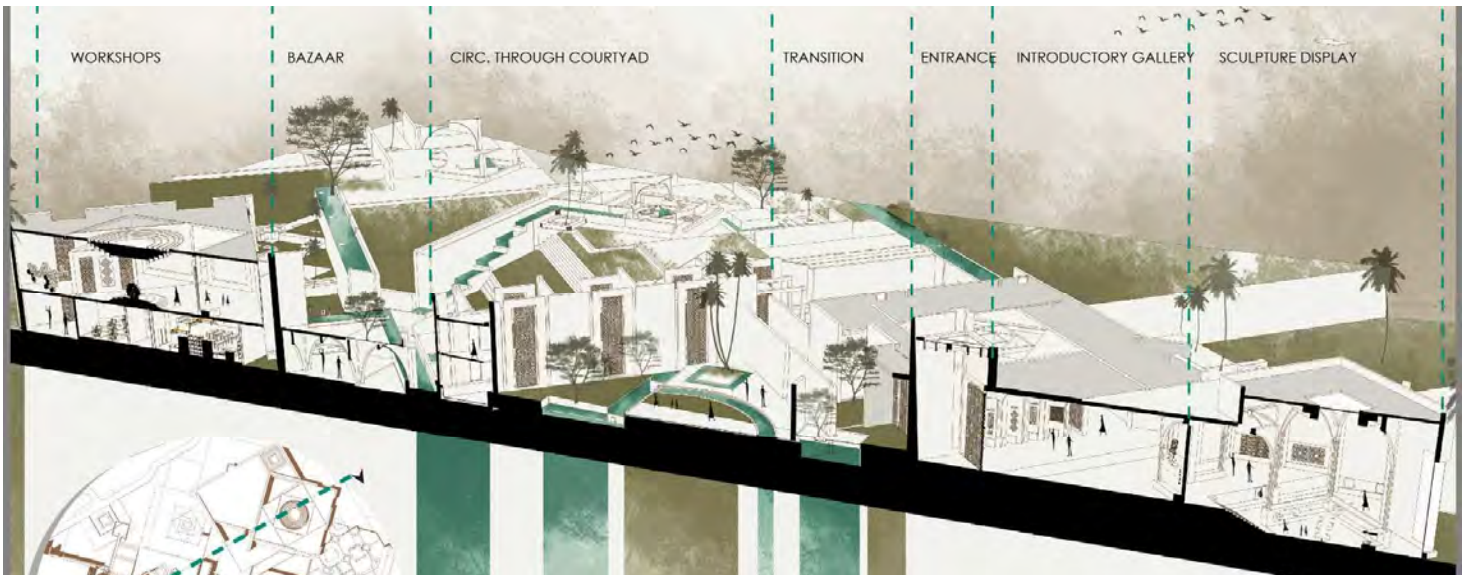 WORKSHOPS
BAZAAR
CIRC. THROUGH COURTYAD
TRANSITION
ENTRANCE
INTRODUCTORY GALLERY
SCULPTURE DISPLAY